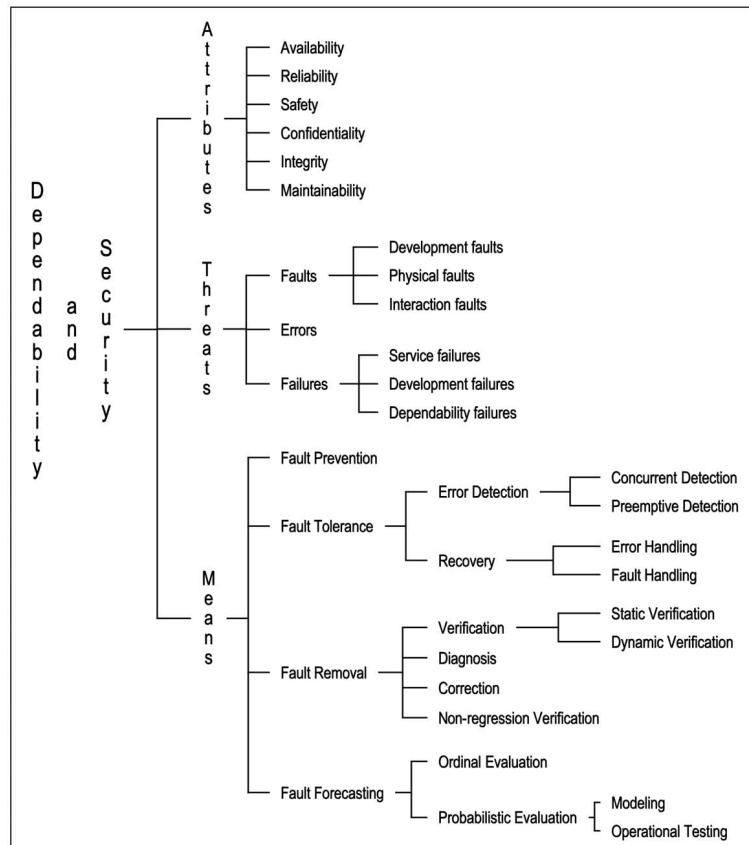 Dependability
and
Security
Attributes
Availability
Reliability
Safety
Confidentiality
Integrity
Maintainability
Threats
Faults
Development faults
Physical faults
Interaction faults
Errors
Failures
Service failures
Development failures
Dependability failures
Means
Fault Prevention
Fault Tolerance
Error Detection
Concurrent Detection
Preemptive Detection
Recovery
Error Handling
Fault Handling
Fault Removal
Verification
Static Verification
Dynamic Verification
Diagnosis
Correction
Non-regression Verification
Fault Forecasting
Ordinal Evaluation
Probabilistic Evaluation
Modeling
Operational Testing